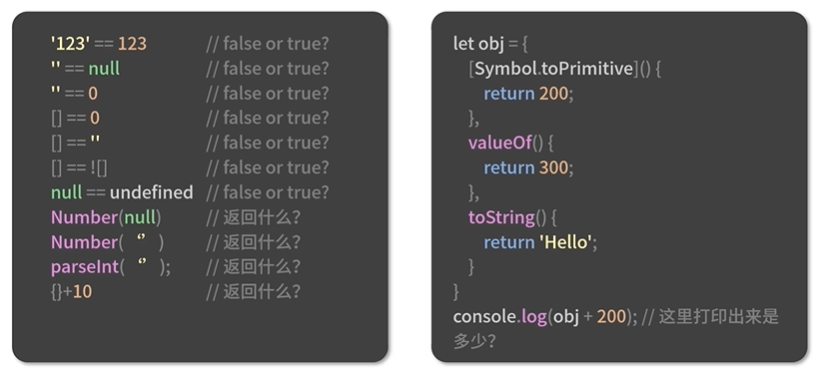 '123' == 123 // false or true?
'' == null // false or true?
'' == 0 // false or true?
[] == 0 // false or true?
[] == '' // false or true?
[] == ![] // false or true?
null == undefined // false or true?
Number(null) // 返回什么？
Number( ‘’ ) // 返回什么？
parseInt( ‘’ ); // 返回什么？
{}+10 // 返回什么？
let obj = {
[Symbol.toPrimitive]() {
return 200;
},
valueOf() {
return 300;
},
toString() {
return 'Hello';
}
}
console.log(obj + 200); // 这里打印出来是
多少？